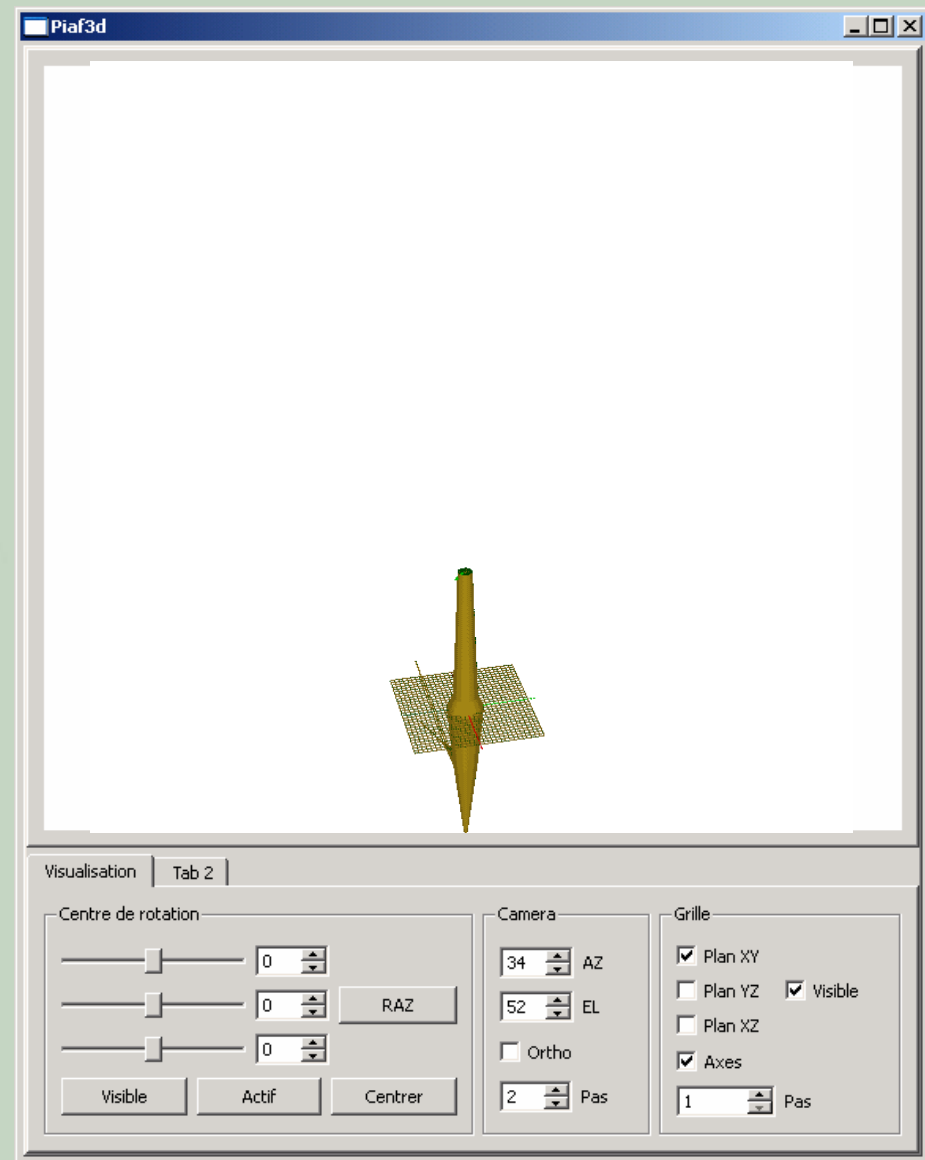 Piaf3d
Visualisation Tab 2
Centre de rotation
0
0 RAZ
0
Visible Actif Centrer
Camera
34 AZ
52 EL
Ortho
2 Pas
Grille
Plan XY
Plan YZ Visible
Plan XZ
Axes
1 Pas